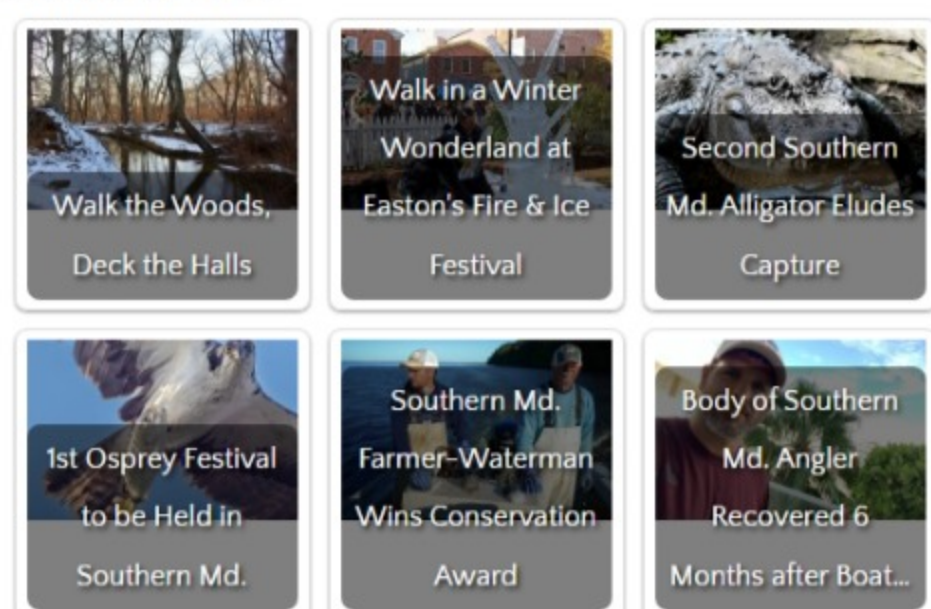 Walk the Woods,
Deck the Halls
Walk in a Winter
Wonderland at
Easton's Fire & Ice
Festival
Second Southern
Md. Alligator Eludes
Capture
1st Osprey Festival
to be Held in
Southern Md.
Southern Md.
Farmer-Waterman
Wins Conservation
Award
Body of Southern
Md. Angler
Recovered 6
Months after Boat...